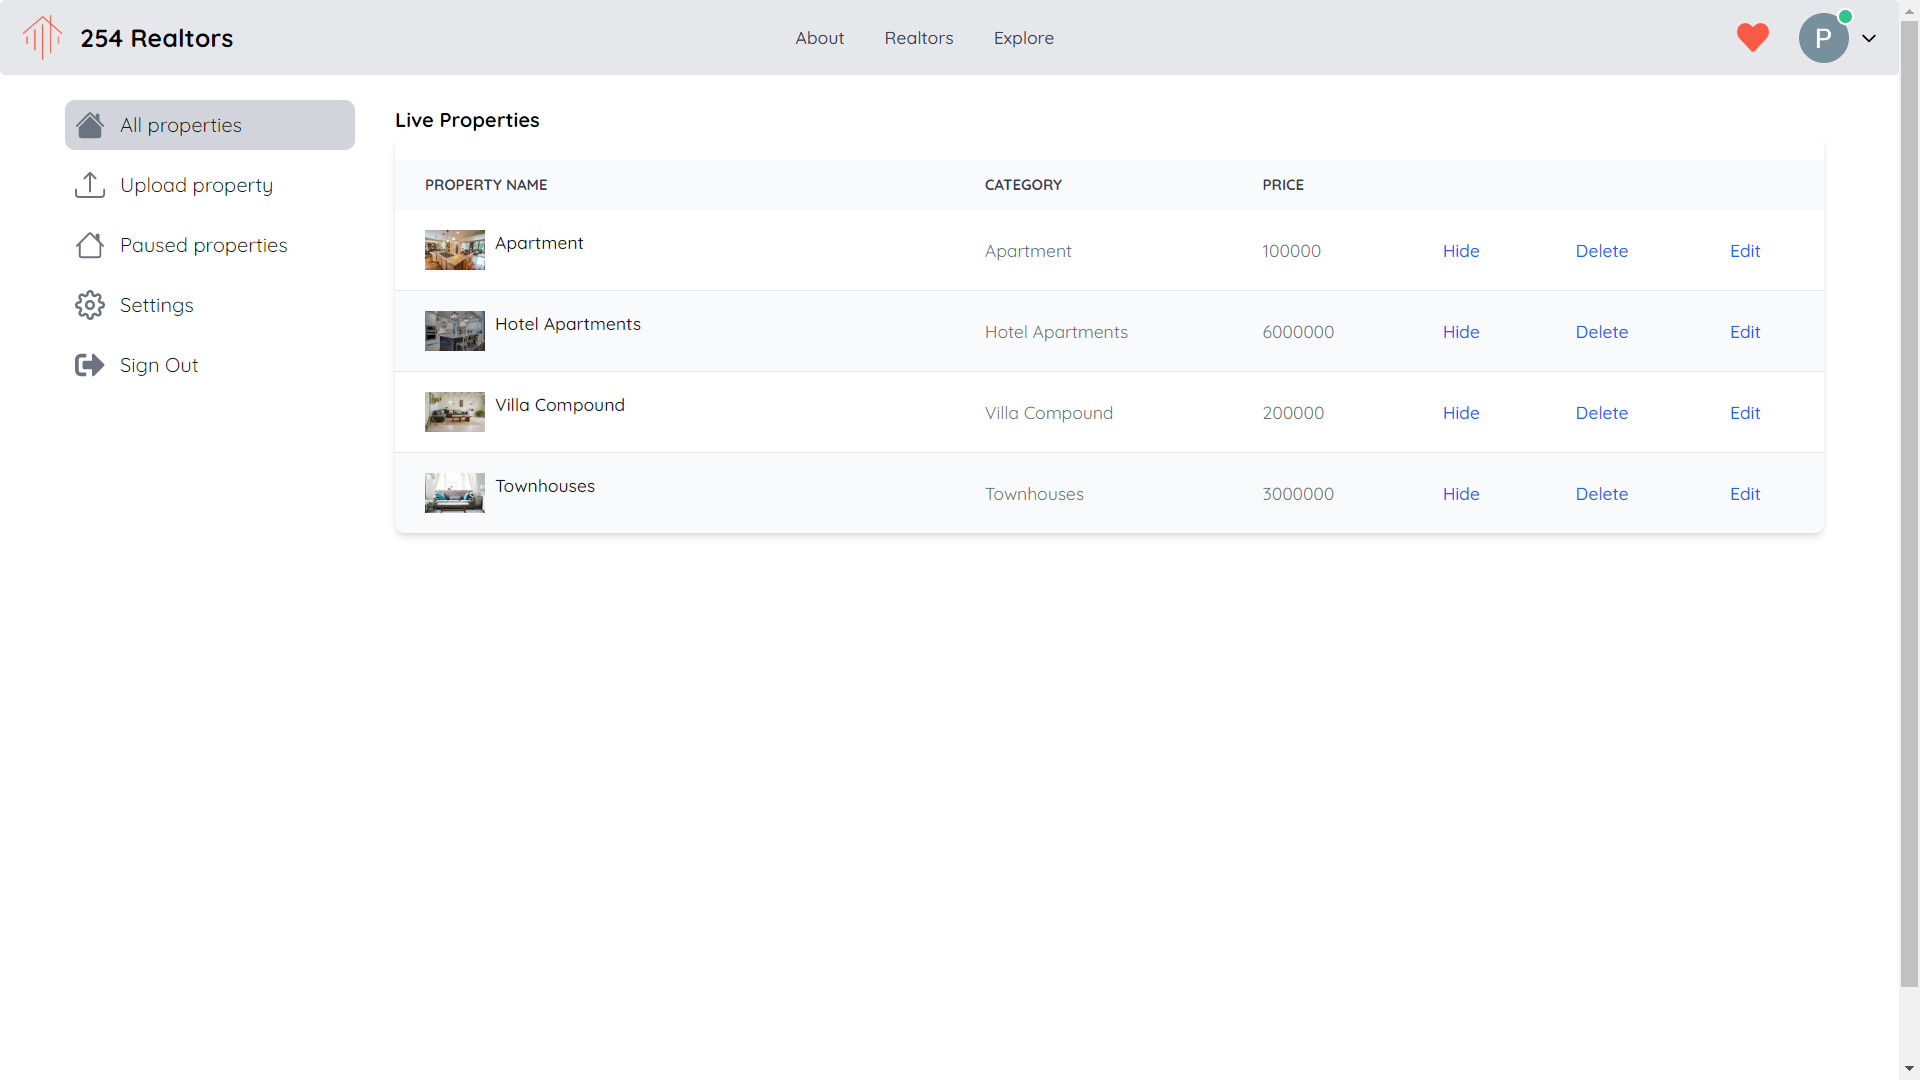 254 Realtors
About Realtors Explore
P
All properties
Upload property
Paused properties
Settings
Sign Out
Live Properties
PROPERTY NAME CATEGORY PRICE
Apartment Apartment 100000 Hide Delete Edit
Hotel Apartments Hotel Apartments 6000000 Hide Delete Edit
Villa Compound Villa Compound 200000 Hide Delete Edit
Townhouses Townhouses 3000000 Hide Delete Edit